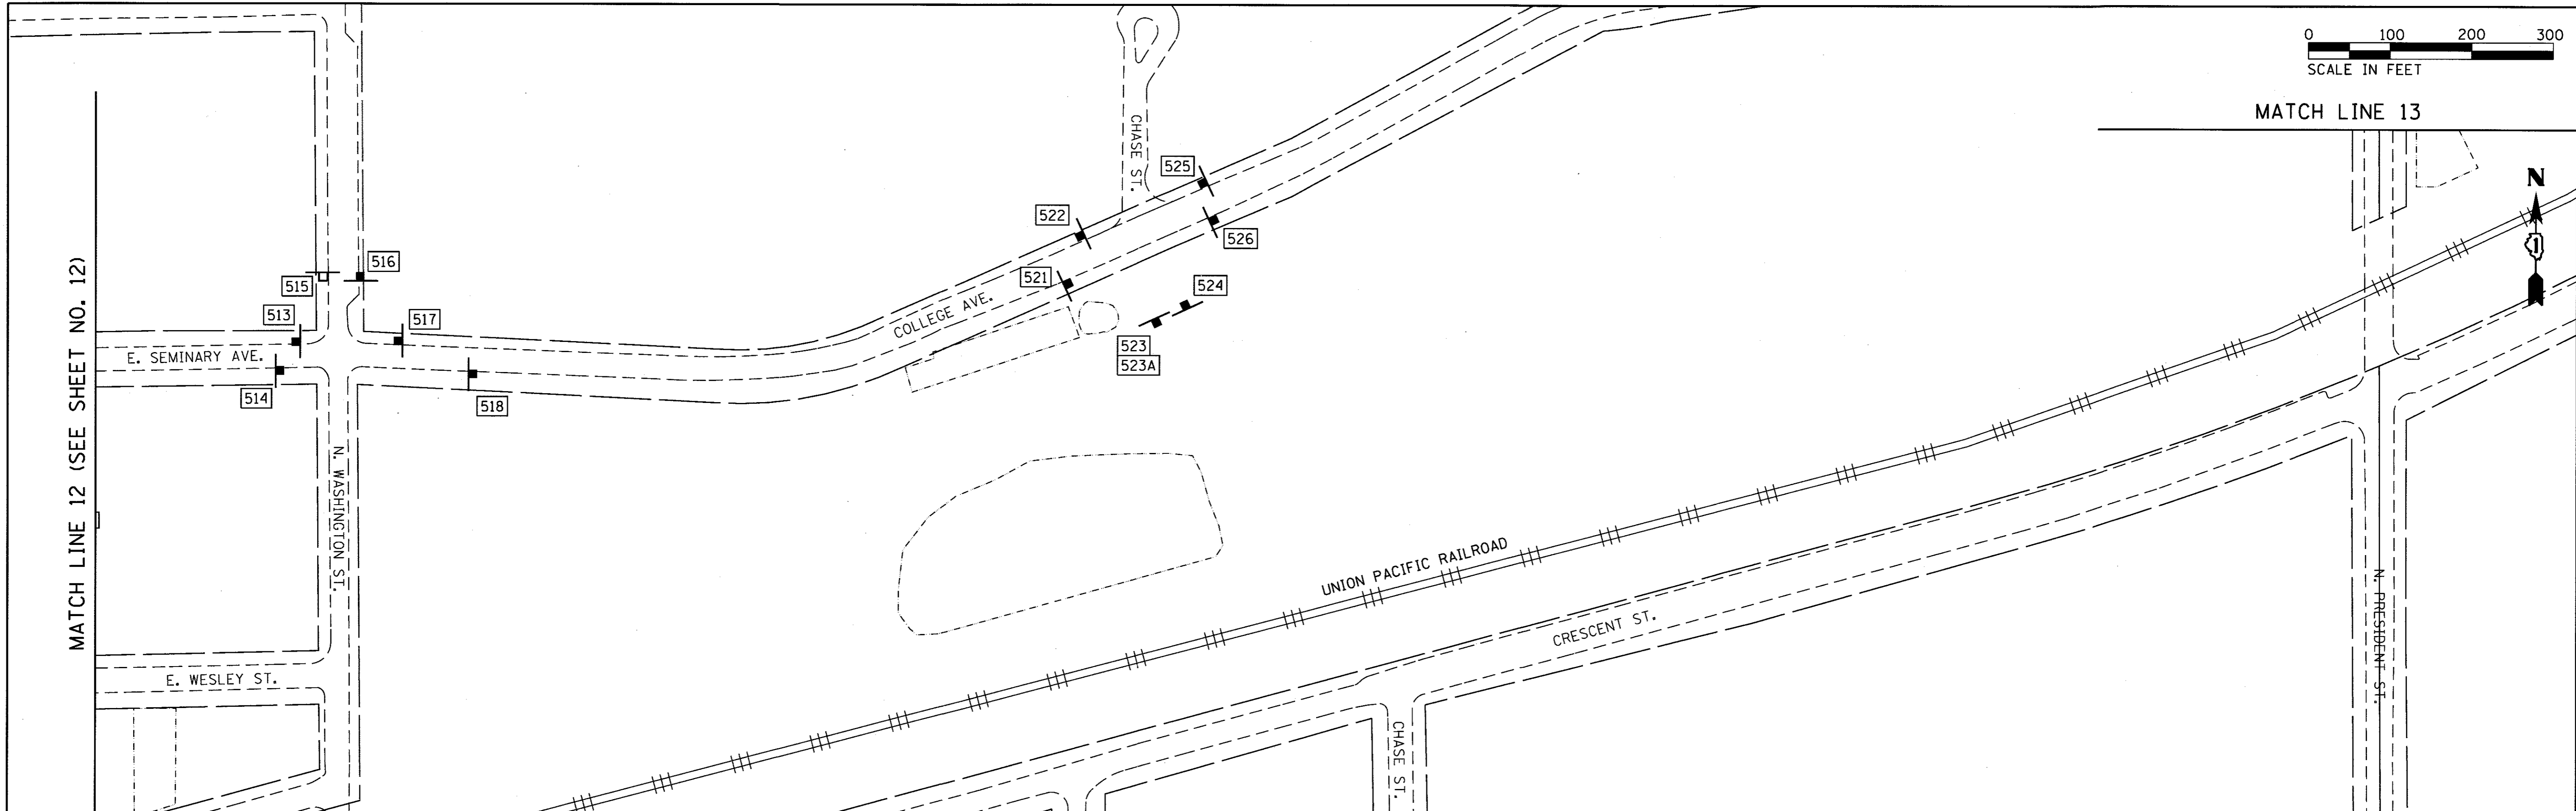 0 100 200 300
SCALE IN FEET
MATCH LINE 13
N
1
MATCH LINE 12 (SEE SHEET NO. 12)
CHASE ST.
525
522
526
516
515
521
524
COLLEGE AVE.
513
517
E. SEMINARY AVE.
523
523A
514
518
N. WASHINGTON ST.
UNION PACIFIC RAILROAD
CRESCENT ST.
N. PRESIDENT ST.
E. WESLEY ST.
CHASE ST.